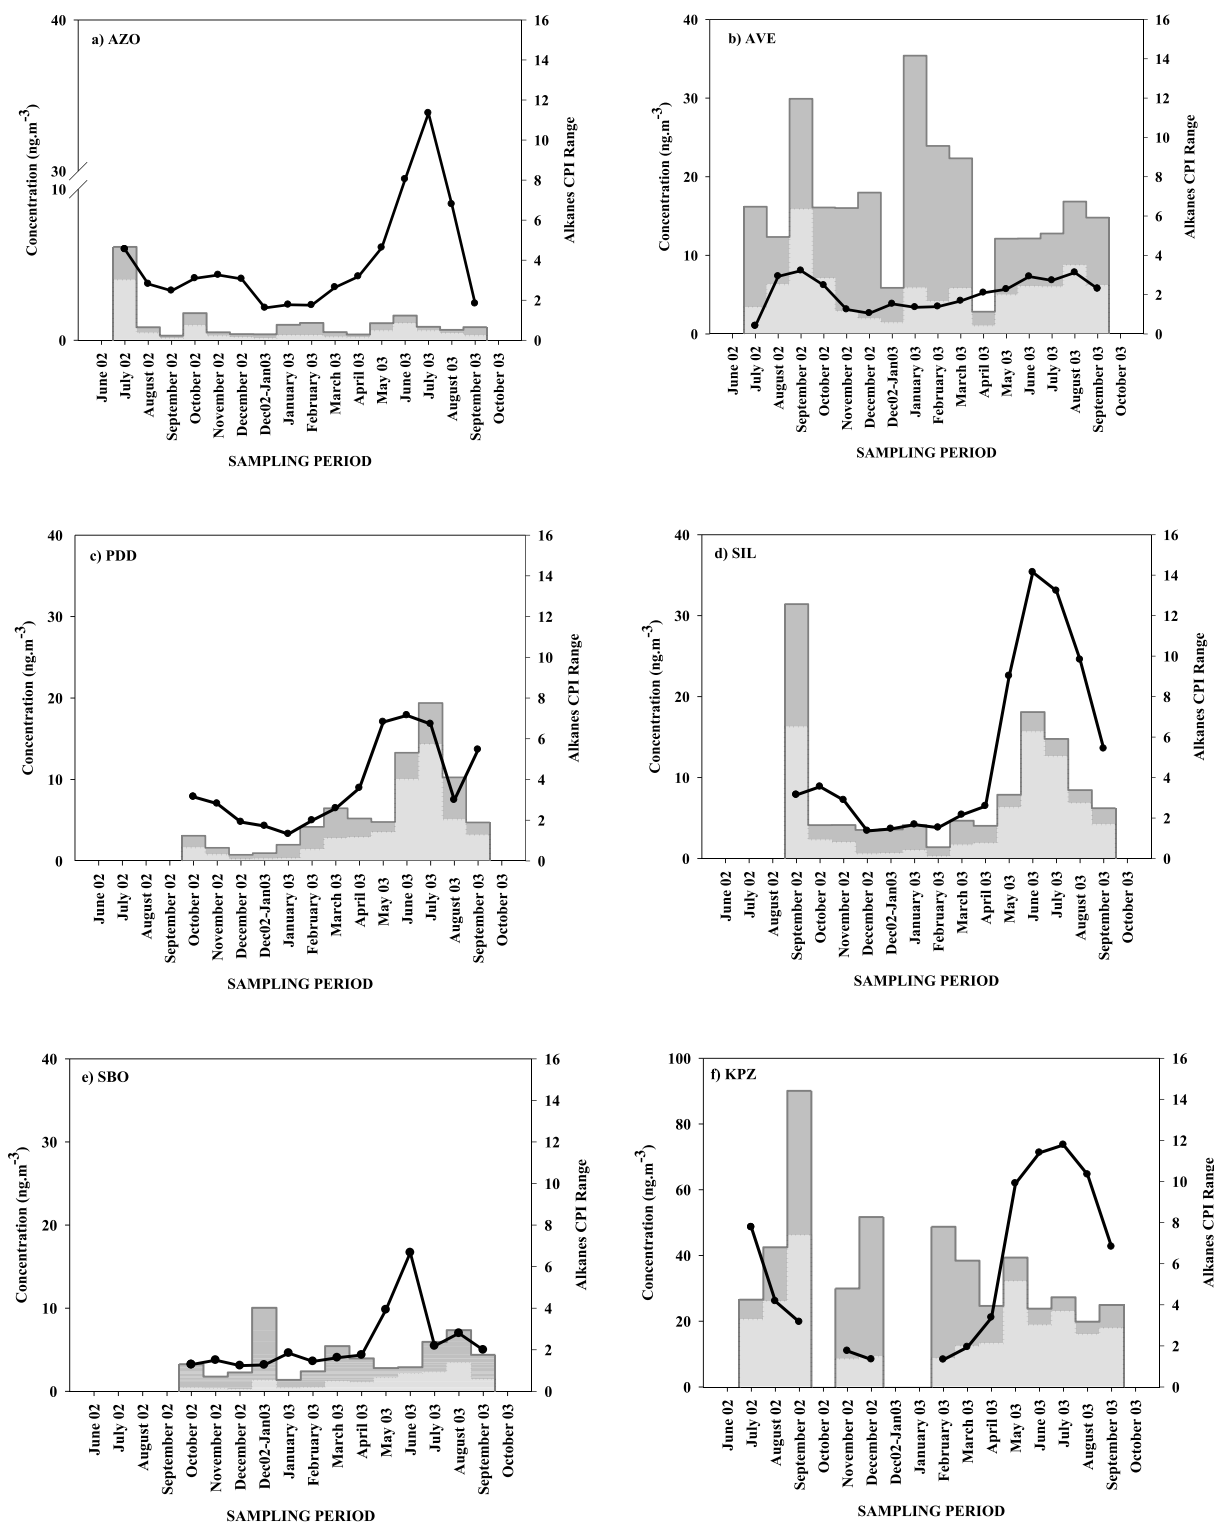 a) AZO
Concentration (ng.m-3)
40
30
10
0
16
14
12
10
8
6
4
2
0
Alkanes CPI Range
June 02
July 02
August 02
September 02
October 02
November 02
December 02
Dec02-Jan03
January 03
February 03
March 03
April 03
May 03
June 03
July 03
August 03
September 03
October 03
SAMPLING PERIOD
b) AVE
Concentration (ng.m-3)
40
30
20
10
0
16
14
12
10
8
6
4
2
0
Alkanes CPI Range
June 02
July 02
August 02
September 02
October 02
November 02
December 02
Dec02-Jan03
January 03
February 03
March 03
April 03
May 03
June 03
July 03
August 03
September 03
October 03
SAMPLING PERIOD
c) PDD
Concentration (ng.m-3)
40
30
20
10
0
16
14
12
10
8
6
4
2
0
Alkanes CPI Range
June 02
July 02
August 02
September 02
October 02
November 02
December 02
Dec02-Jan03
January 03
February 03
March 03
April 03
May 03
June 03
July 03
August 03
September 03
October 03
SAMPLING PERIOD
d) SIL
Concentration (ng.m-3)
40
30
20
10
0
16
14
12
10
8
6
4
2
0
Alkanes CPI Range
June 02
July 02
August 02
September 02
October 02
November 02
December 02
Dec02-Jan03
January 03
February 03
March 03
April 03
May 03
June 03
July 03
August 03
September 03
October 03
SAMPLING PERIOD
e) SBO
Concentration (ng.m-3)
40
30
20
10
0
16
14
12
10
8
6
4
2
0
Alkanes CPI Range
June 02
July 02
August 02
September 02
October 02
November 02
December 02
Dec02-Jan03
January 03
February 03
March 03
April 03
May 03
June 03
July 03
August 03
September 03
October 03
SAMPLING PERIOD
f) KPZ
Concentration (ng.m-3)
100
80
60
40
20
0
16
14
12
10
8
6
4
2
0
Alkanes CPI Range
June 02
July 02
August 02
September 02
October 02
November 02
December 02
Dec02-Jan03
January 03
February 03
March 03
April 03
May 03
June 03
July 03
August 03
September 03
October 03
SAMPLING PERIOD